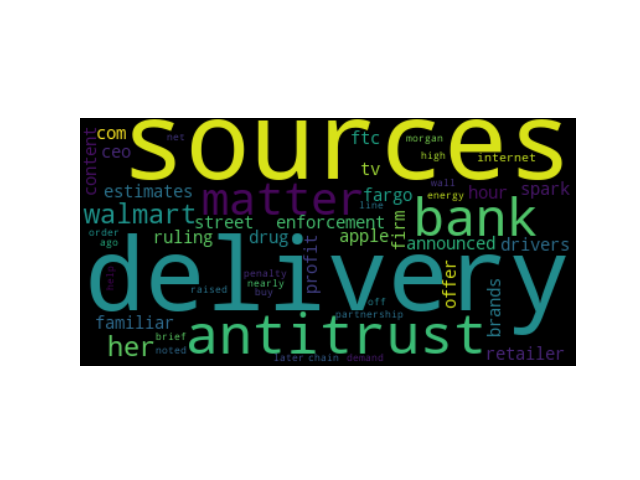 sources
com
ftc
net
morgan
high
internet
ceo
content
tv
wall
energy
estimates
matter
fargo
hour
spark
line
walmart
street
enforcement
firm
bank
order
ago
ruling
drug
apple
announced
drivers
profit
delivery
help
penalty
nearly
buy
raised
offer
brands
off
partnership
familiar
antitrust
her
brief
noted
later
chain
demand
retailer